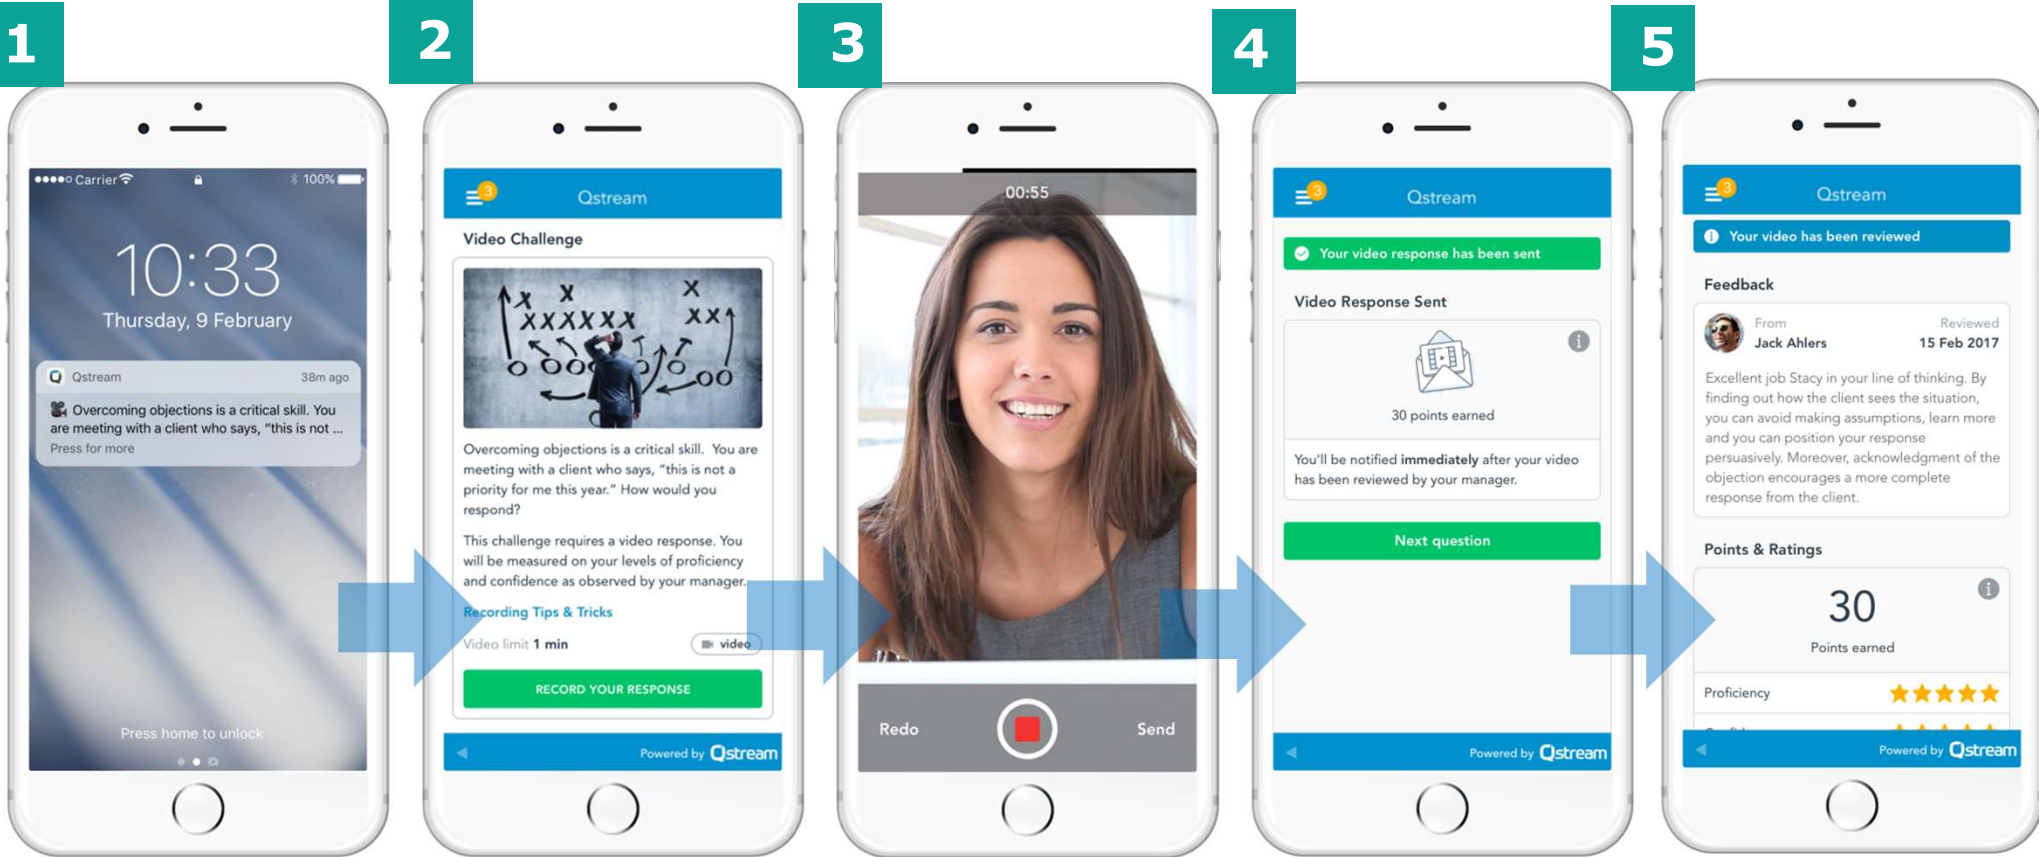 1
●●●●○ Carrier 100%
10:33
Thursday, 9 February
Qstream 38m ago
Overcoming objections is a critical skill. You
are meeting with a client who says, "this is not ...
Press for more
Press home to unlock
2
3
Qstream
Video Challenge
X X X
XXXXXX XX
O OO O OO
Overcoming objections is a critical skill. You are
meeting with a client who says, "this is not a
priority for me this year." How would you
respond?
This challenge requires a video response. You
will be measured on your levels of proficiency
and confidence as observed by your manager.
Recording Tips & Tricks
Video limit 1 min video
RECORD YOUR RESPONSE
Powered by Qstream
3
00:55
Redo Send
4
3
Qstream
Your video response has been sent
Video Response Sent
i
30 points earned
You'll be notified immediately after your video
has been reviewed by your manager.
Next question
Powered by Qstream
5
3
Qstream
i Your video has been reviewed
Feedback
From Reviewed
Jack Ahlers 15 Feb 2017
Excellent job Stacy in your line of thinking. By
finding out how the client sees the situation,
you can avoid making assumptions, learn more
and you can position your response
persuasively. Moreover, acknowledgment of the
objection encourages a more complete
response from the client.
Points & Ratings
i
30
Points earned
Proficiency
Powered by Qstream